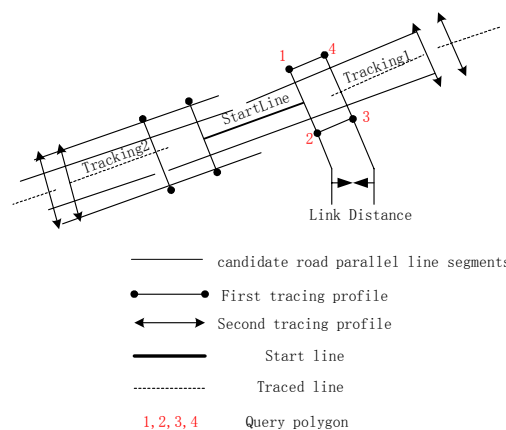 1
4
Tracking1
StartLine
3
2
Tracking2
Link Distance
candidate road parallel line segments
First tracing profile
Second tracing profile
Start line
Traced line
1,2,3,4 Query polygon